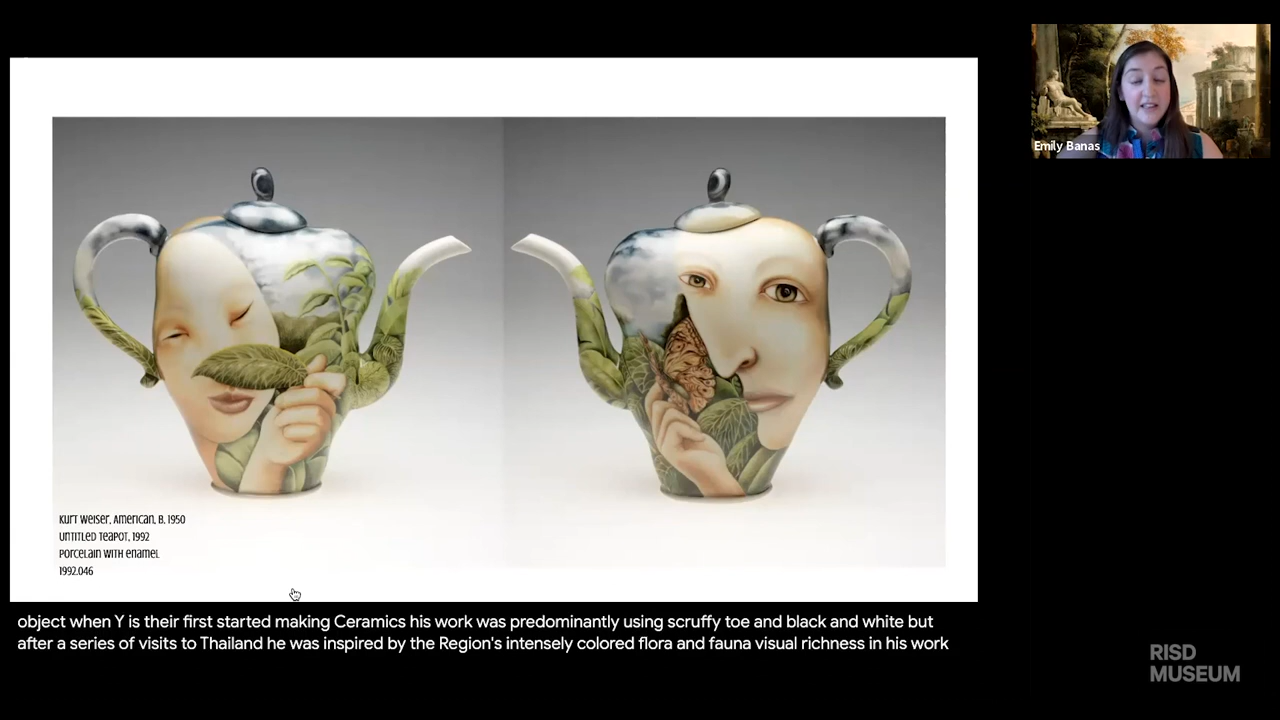 Emily Banas
Kurt Weiser, American, B. 1950
Untitled Teapot, 1992
Porcelain with enamel
1992.046
object when Y is their first started making Ceramics his work was predominantly using scruffy toe and black and white but
after a series of visits to Thailand he was inspired by the Region's intensely colored flora and fauna visual richness in his work
RISD
MUSEUM